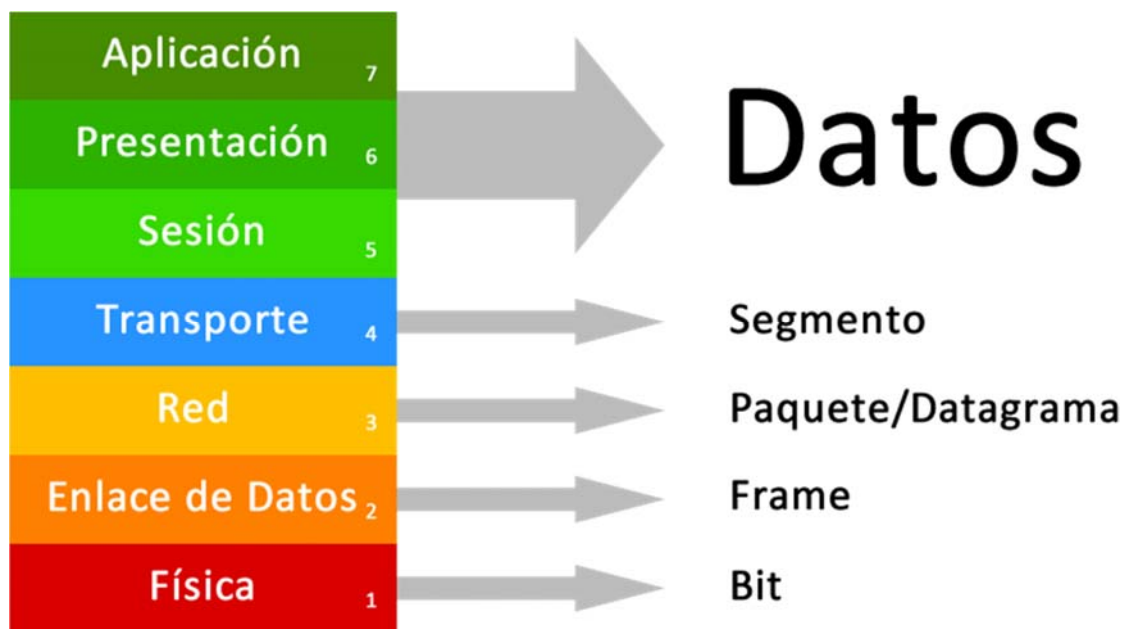 Aplicación 7
Presentación 6
Sesión 5
Datos
Transporte 4
Segmento
Red 3
Paquete/Datagrama
Enlace de Datos 2
Frame
Física 1
Bit